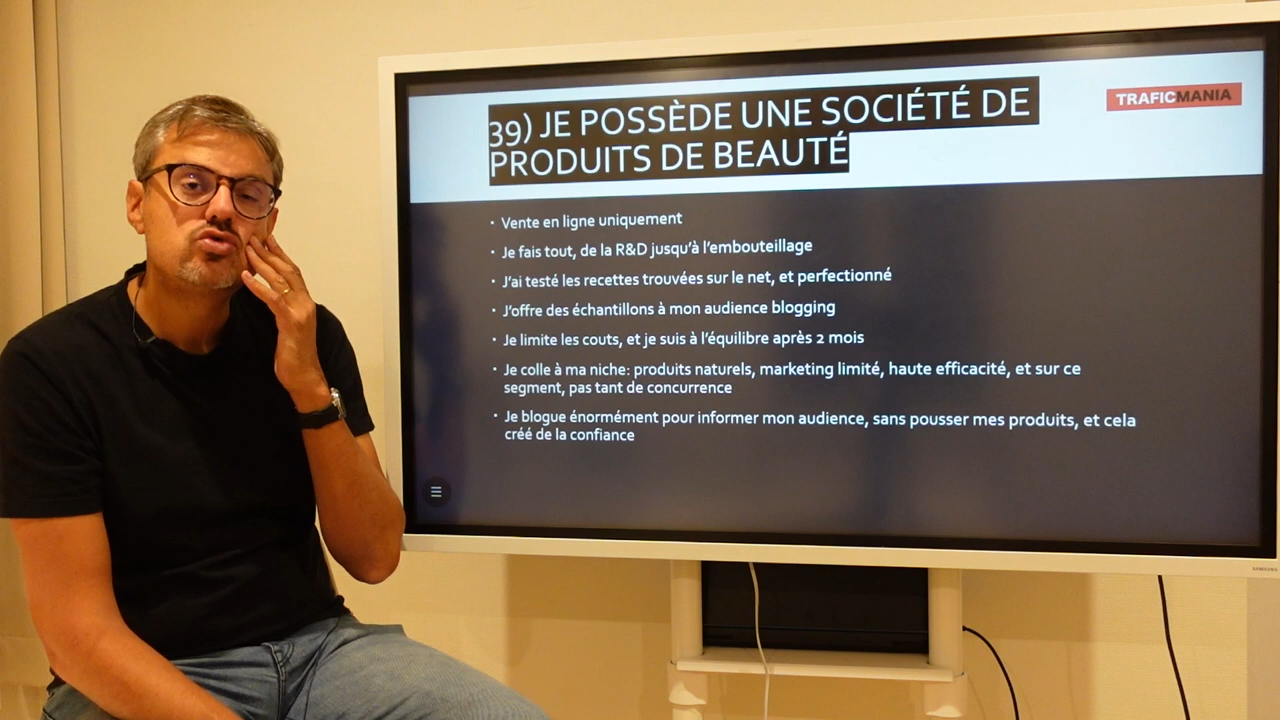 39) JE POSSÈDE UNE SOCIÉTÉ DE
PRODUITS DE BEAUTÉ
TRAFICMANIA
· Vente en ligne uniquement
· Je fais tout, de la R&D jusqu'à l'embouteillage
· J'ai testé les recettes trouvées sur le net, et perfectionné
· J'offre des échantillons à mon audience blogging
· Je limite les couts, et je suis à l'équilibre après 2 mois
· Je colle à ma niche: produits naturels, marketing limité, haute efficacité, et sur ce
segment, pas tant de concurrence
· Je blogue énormément pour informer mon audience, sans pousser mes produits, et cela
créé de la confiance
SAMSUNG